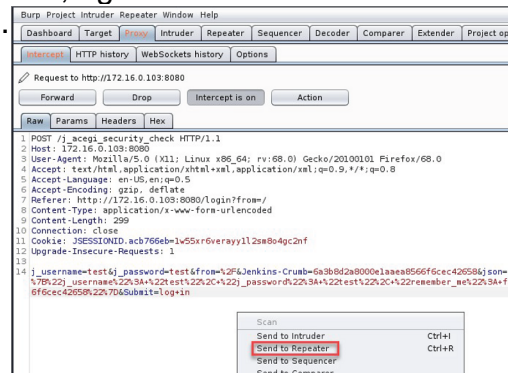 Burp Project Intruder Repeater Window Help
Dashboard Target Proxy Intruder Repeater Sequencer Decoder Comparer Extender Project op
Intercept HTTP history WebSockets history Options
Request to http://172.16.0.103:8080
Forward Drop Intercept is on Action
Raw Params Headers Hex
1 POST /j_acegi_security_check HTTP/1.1
2 Host: 172.16.0.103:8080
3 User-Agent: Mozilla/5.0 (X11; Linux x86_64; rv:68.0) Gecko/20100101 Firefox/68.0
4 Accept: text/html,application/xhtml+xml,application/xml;q=0.9,*/*;q=0.8
5 Accept-Language: en-US,en;q=0.5
6 Accept-Encoding: gzip, deflate
7 Referer: http://172.16.0.103:8080/login?from=/
8 Content-Type: application/x-www-form-urlencoded
9 Content-Length: 299
10 Connection: close
11 Cookie: JSESSIONID.acb766eb=1w55xr6verayy1l2sm8o4gc2nf
12 Upgrade-Insecure-Requests: 1
13
14 j_username=test&j_password=test&from=%2F&Jenkins-Crumb=6a3b8d2a8000e1aaea8566f6cec42658&json=
%7B%22j_username%22%3A+%22test%22%2C+%22j_password%22%3A+%22test%22%2C+%22remember_me%22%3A+f
6f6cec42658%22%7D&Submit=log+in
Scan
Send to Intruder Ctrl+I
Send to Repeater Ctrl+R
Send to Sequencer
Send to Comparer